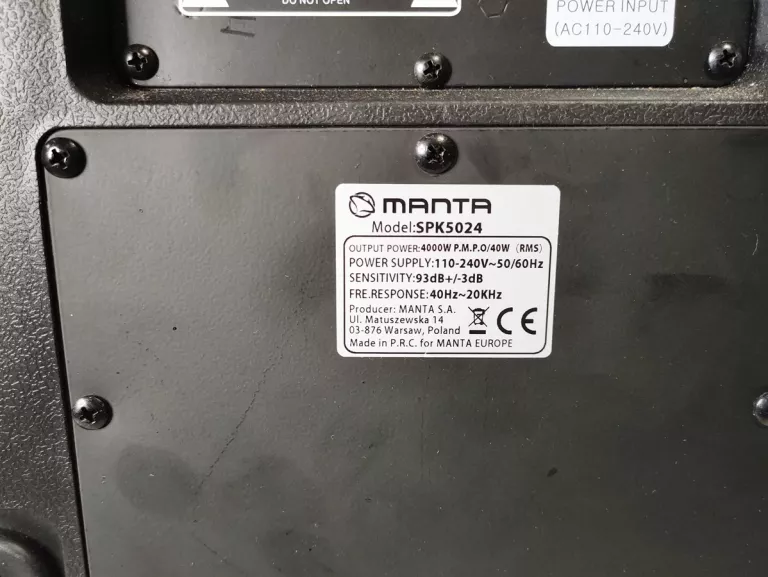 DO NOT OPEN
POWER INPUT
(AC110-240V)
MANTA
Model:SPK5024
OUTPUT POWER:4000W P.M.P.O/40W (RMS)
POWER SUPPLY:110-240V~50/60Hz
SENSITIVITY:93dB+/-3dB
FRE.RESPONSE:40Hz~20KHz
Producer: MANTA S.A.
Ul. Matuszewska 14
03-876 Warsaw, Poland
CE
Made in P.R.C. for MANTA EUROPE